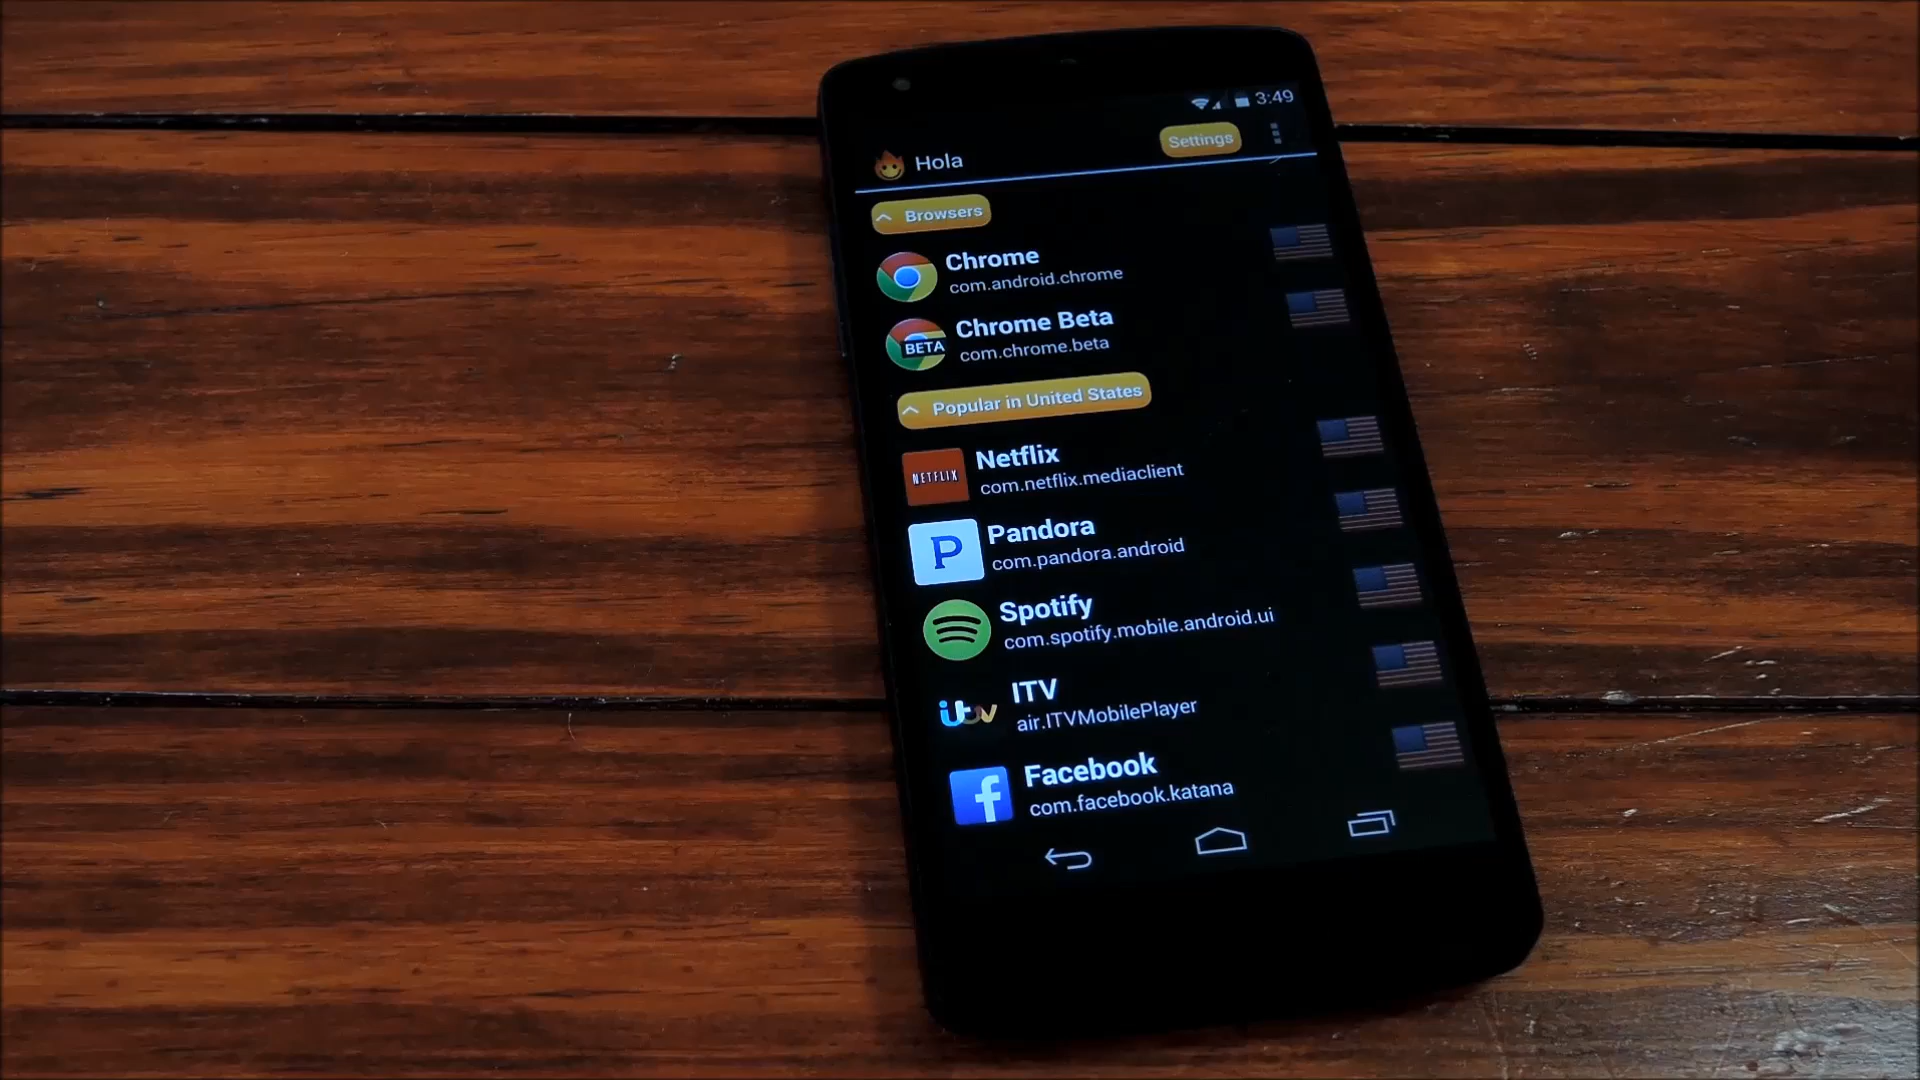 3:49
Hola
Settings
Browsers
Chrome
com.android.chrome
BETA
Chrome Beta
com.chrome.beta
Popular in United States
NETFLIX
Netflix
com.netflix.mediaclient
P
Pandora
com.pandora.android
Spotify
com.spotify.mobile.android.ui
itv
ITV
air.ITVMobilePlayer
f
Facebook
com.facebook.katana